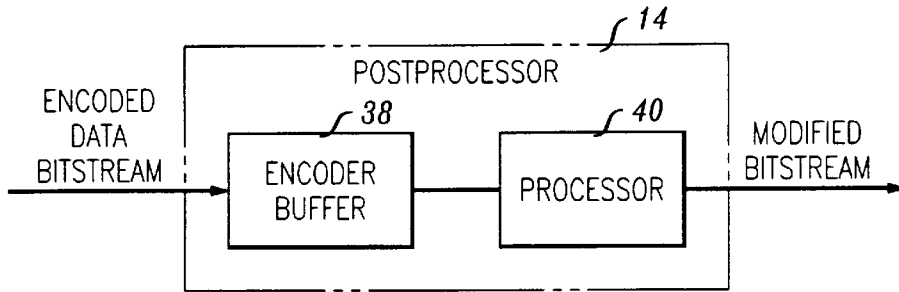 14
POSTPROCESSOR
ENCODED
DATA
BITSTREAM
38
ENCODER
BUFFER
40
PROCESSOR
MODIFIED
BITSTREAM